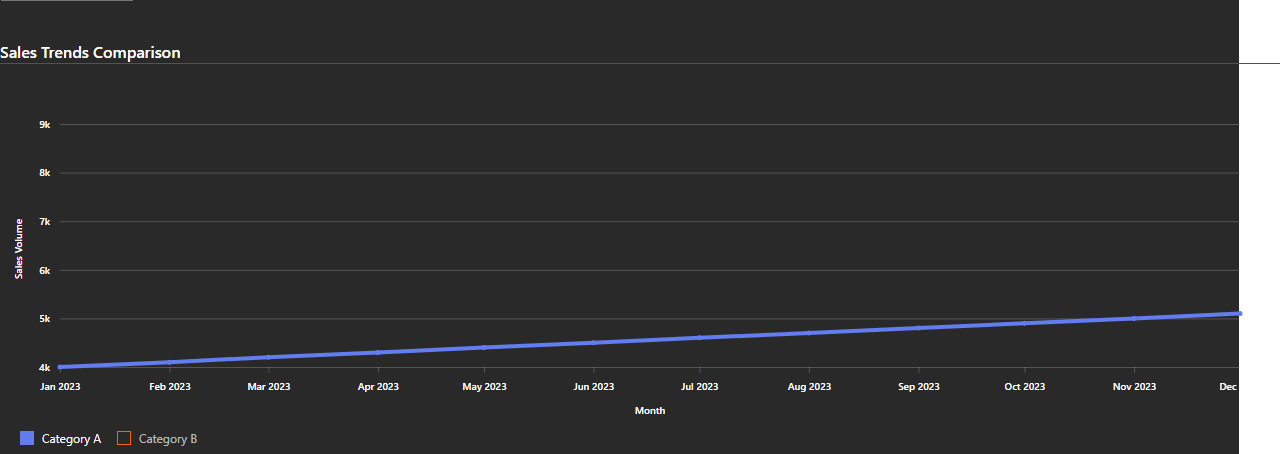 Sales Trends Comparison
9k
8k
7k
6k
5k
4k
Sales Volume
Jan 2023 Feb 2023 Mar 2023 Apr 2023 May 2023 Jun 2023 Jul 2023 Aug 2023 Sep 2023 Oct 2023 Nov 2023 Dec
Month
Category A Category B